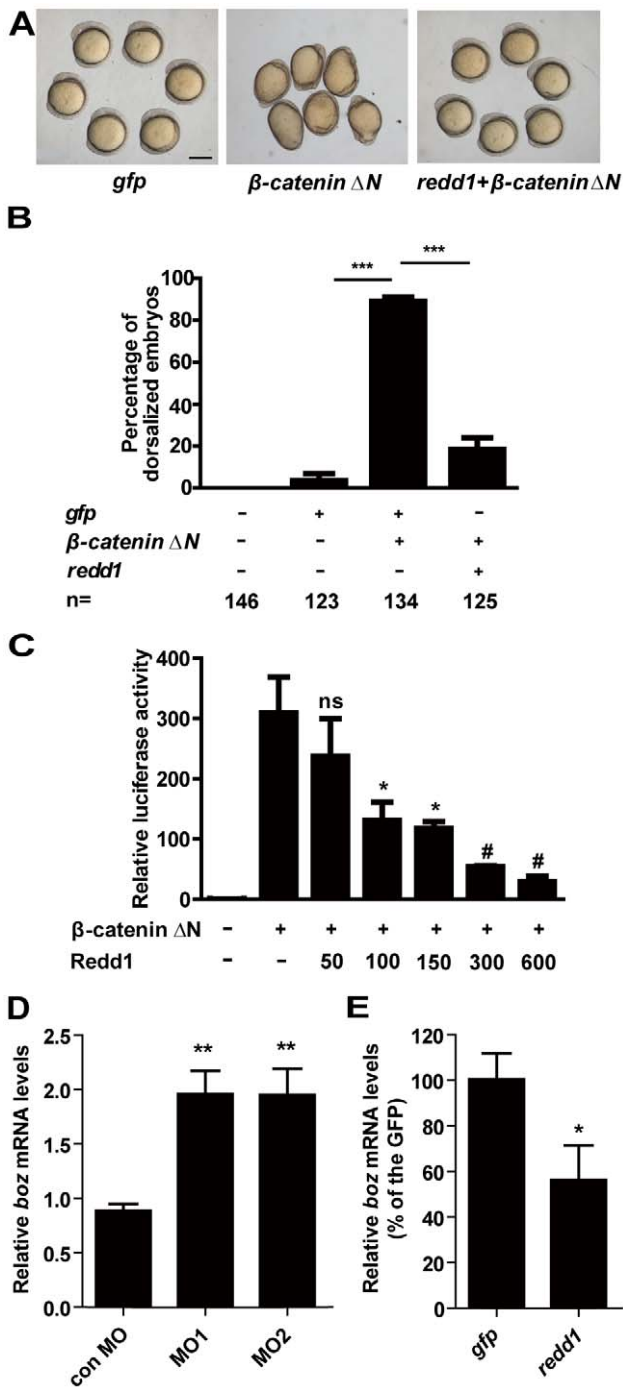 A
gfp
β-catenin ΔN
redd1+β-catenin ΔN
B
*** ***
Percentage of
dorsalized embryos
100
80
60
40
20
0
gfp - + + -
β-catenin ΔN - - + +
redd1 - - - +
n= 146 123 134 125
C
Relative luciferase activity
400
300
200
100
0
ns * * # #
β-catenin ΔN - + + + + + +
Redd1 - - 50 100 150 300 600
D
Relative boz mRNA levels
2.5
2.0
1.5
1.0
0.5
0.0
** **
con MO MO1 MO2
E
Relative boz mRNA levels
(% of the GFP)
120
100
80
60
40
20
0
*
gfp redd1